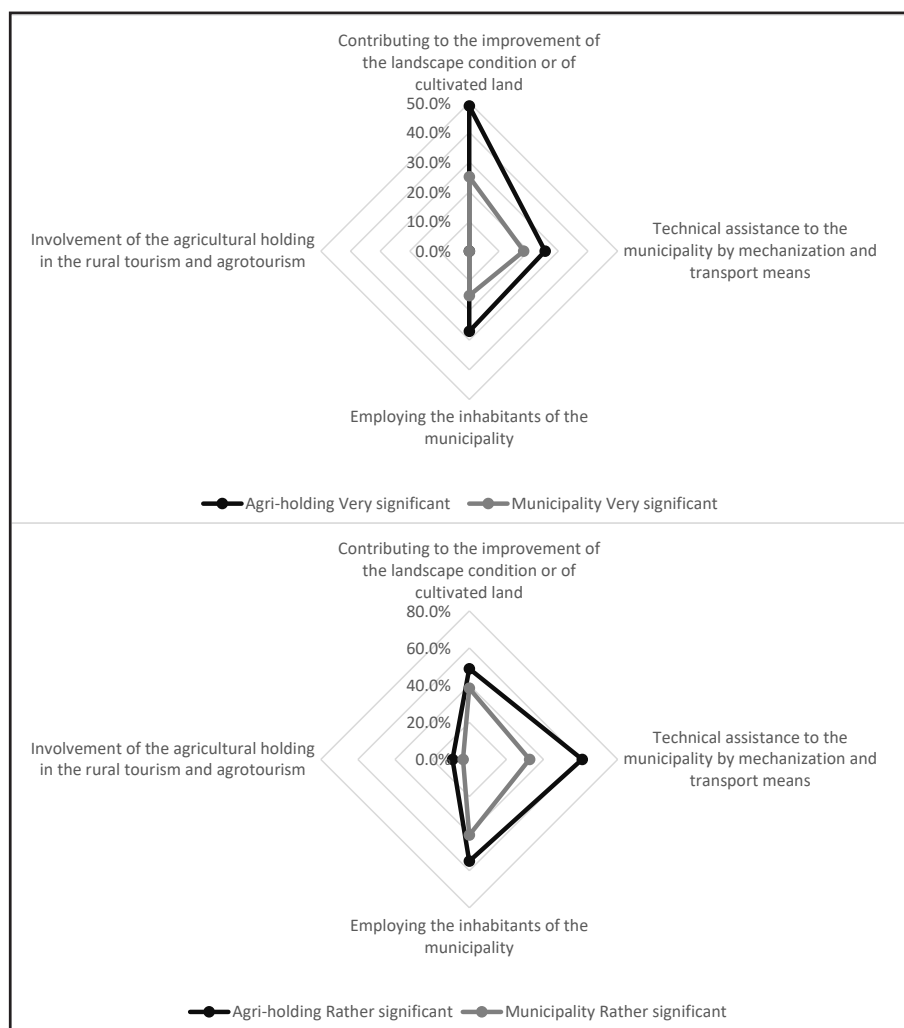 Contributing to the improvement of
the landscape condition or of
cultivated land
50.0%
40.0%
30.0%
20.0%
10.0%
0.0%
Involvement of the agricultural holding
in the rural tourism and agrotourism
Technical assistance to the
municipality by mechanization and
transport means
Employing the inhabitants of the
municipality
Agri-holding Very significant
Municipality Very significant
Contributing to the improvement of
the landscape condition or of
cultivated land
80.0%
60.0%
40.0%
20.0%
0.0%
Involvement of the agricultural holding
in the rural tourism and agrotourism
Technical assistance to the
municipality by mechanization and
transport means
Employing the inhabitants of the
municipality
Agri-holding Rather significant
Municipality Rather significant